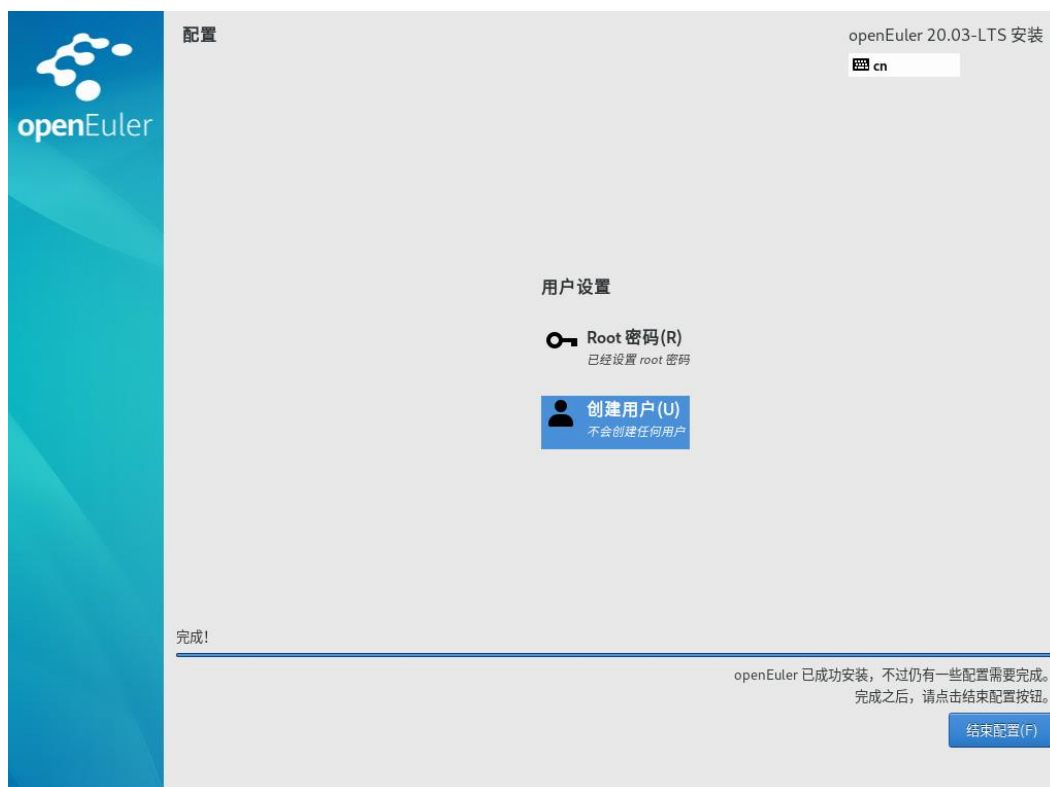 openEuler
配置
openEuler 20.03-LTS 安装
cn
用户设置
Root 密码(R)
已经设置 root 密码
创建用户(U)
不会创建任何用户
完成!
openEuler 已成功安装，不过仍有一些配置需要完成。
完成之后，请点击结束配置按钮。
结束配置(F)